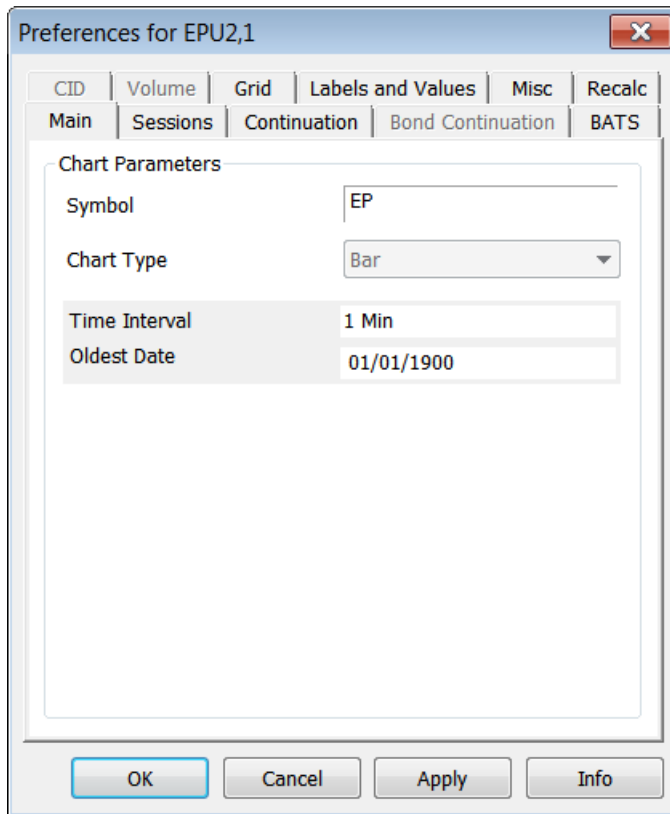 Preferences for EPU2,1
CID Volume Grid Labels and Values Misc Recalc
Main Sessions Continuation Bond Continuation BATS
Chart Parameters
Symbol EP
Chart Type Bar
Time Interval 1 Min
Oldest Date 01/01/1900
OK Cancel Apply Info